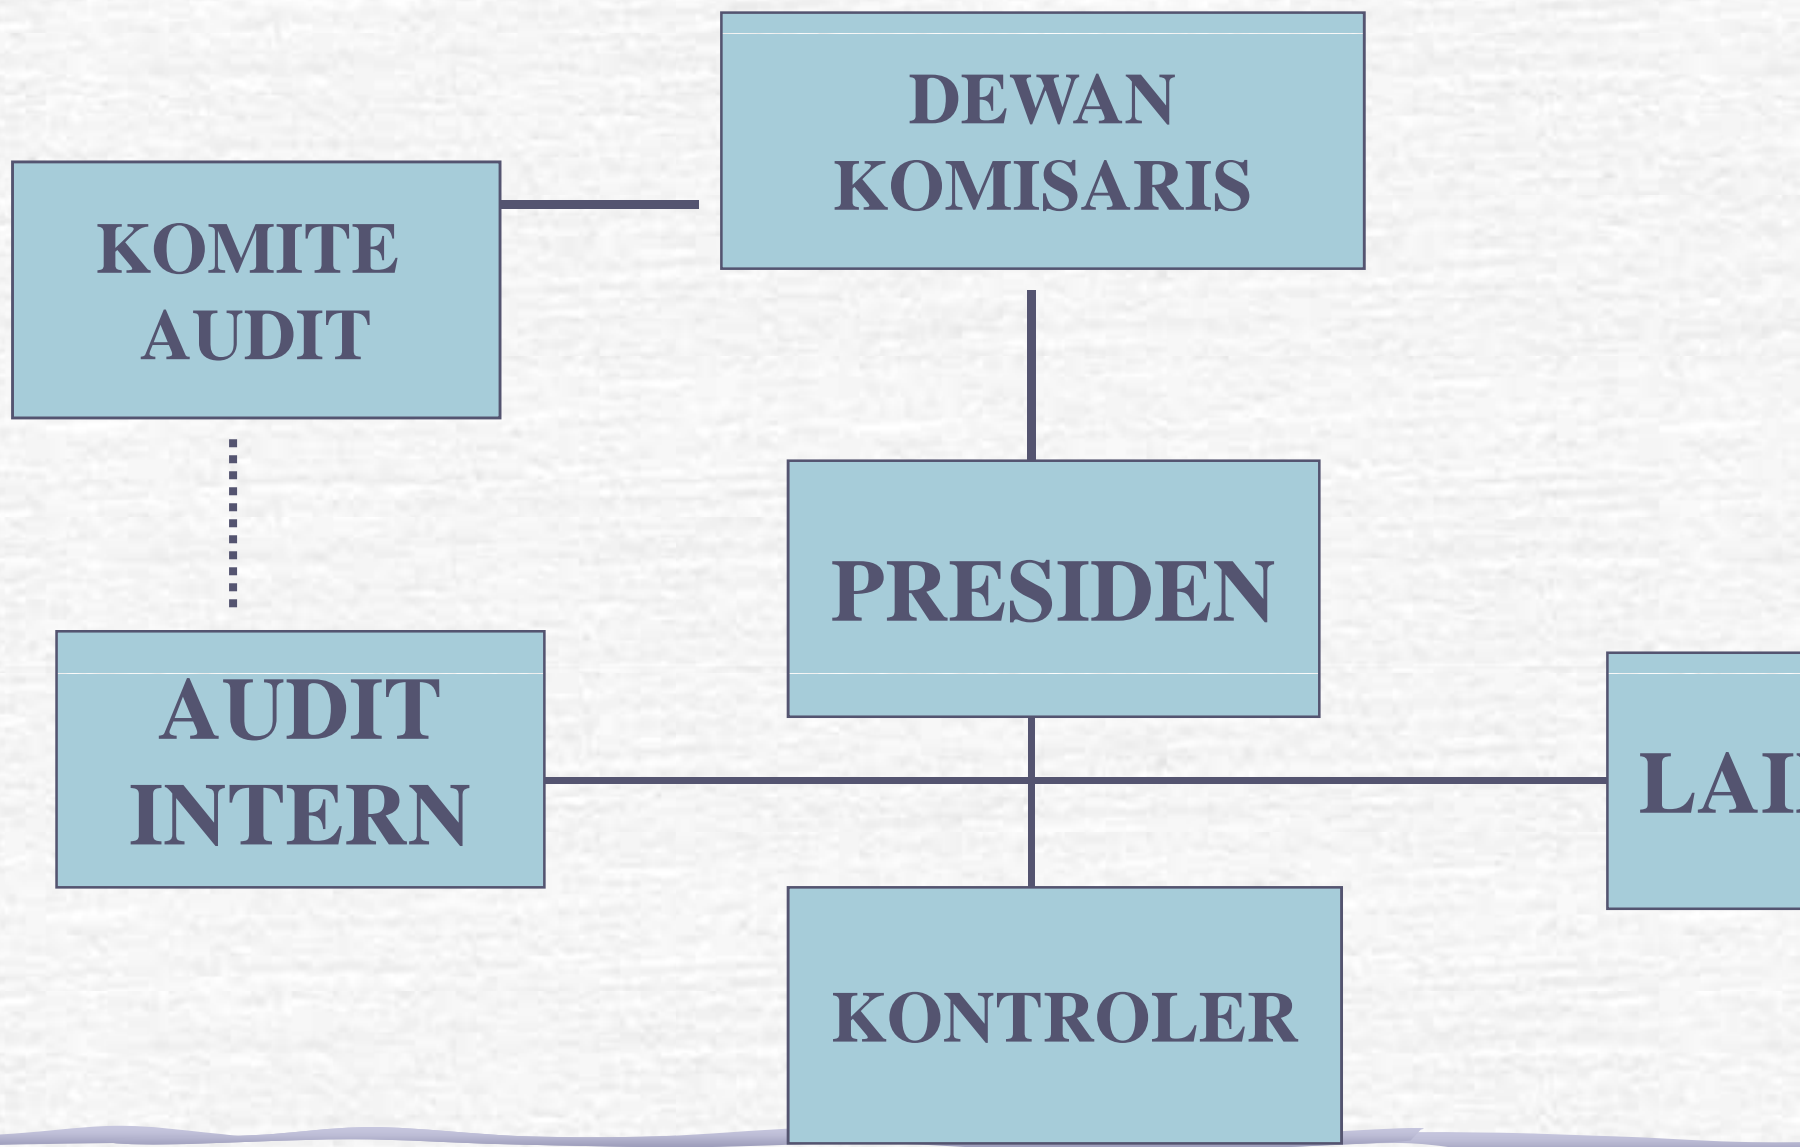 DEWAN
KOMISARIS
KOMITE
AUDIT
PRESIDEN
AUDIT
INTERN
KONTROLER